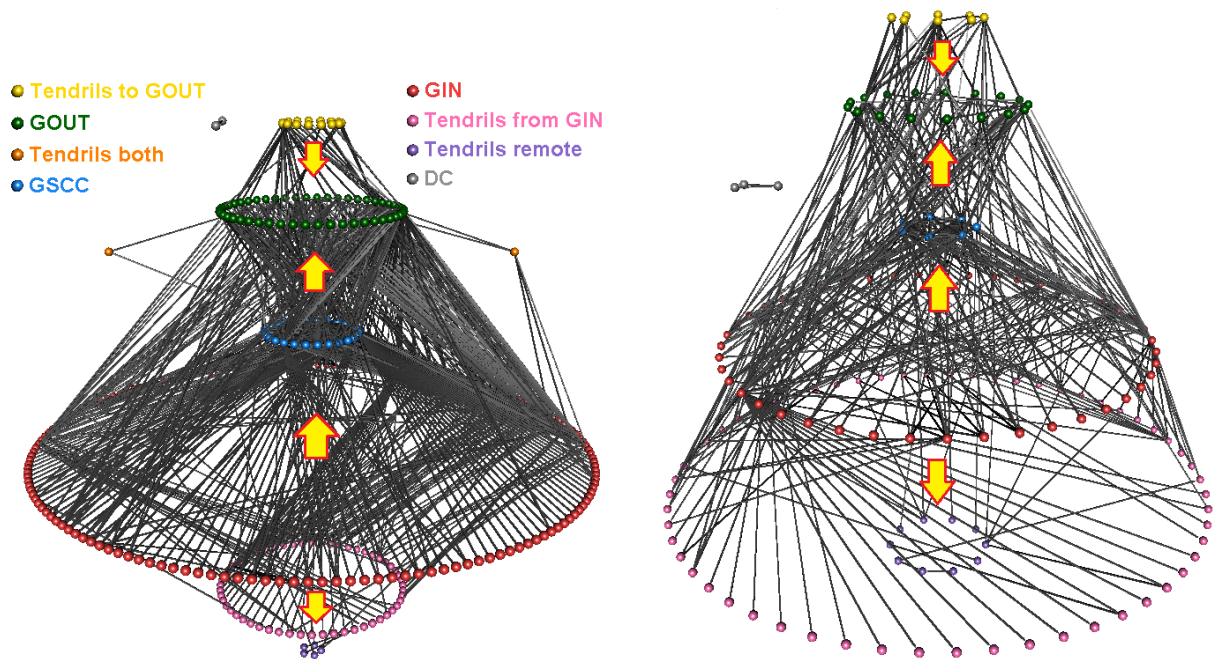 Tendrils to GOUT
GOUT
Tendrils both
GSCC
GIN
Tendrils from GIN
Tendrils remote
DC